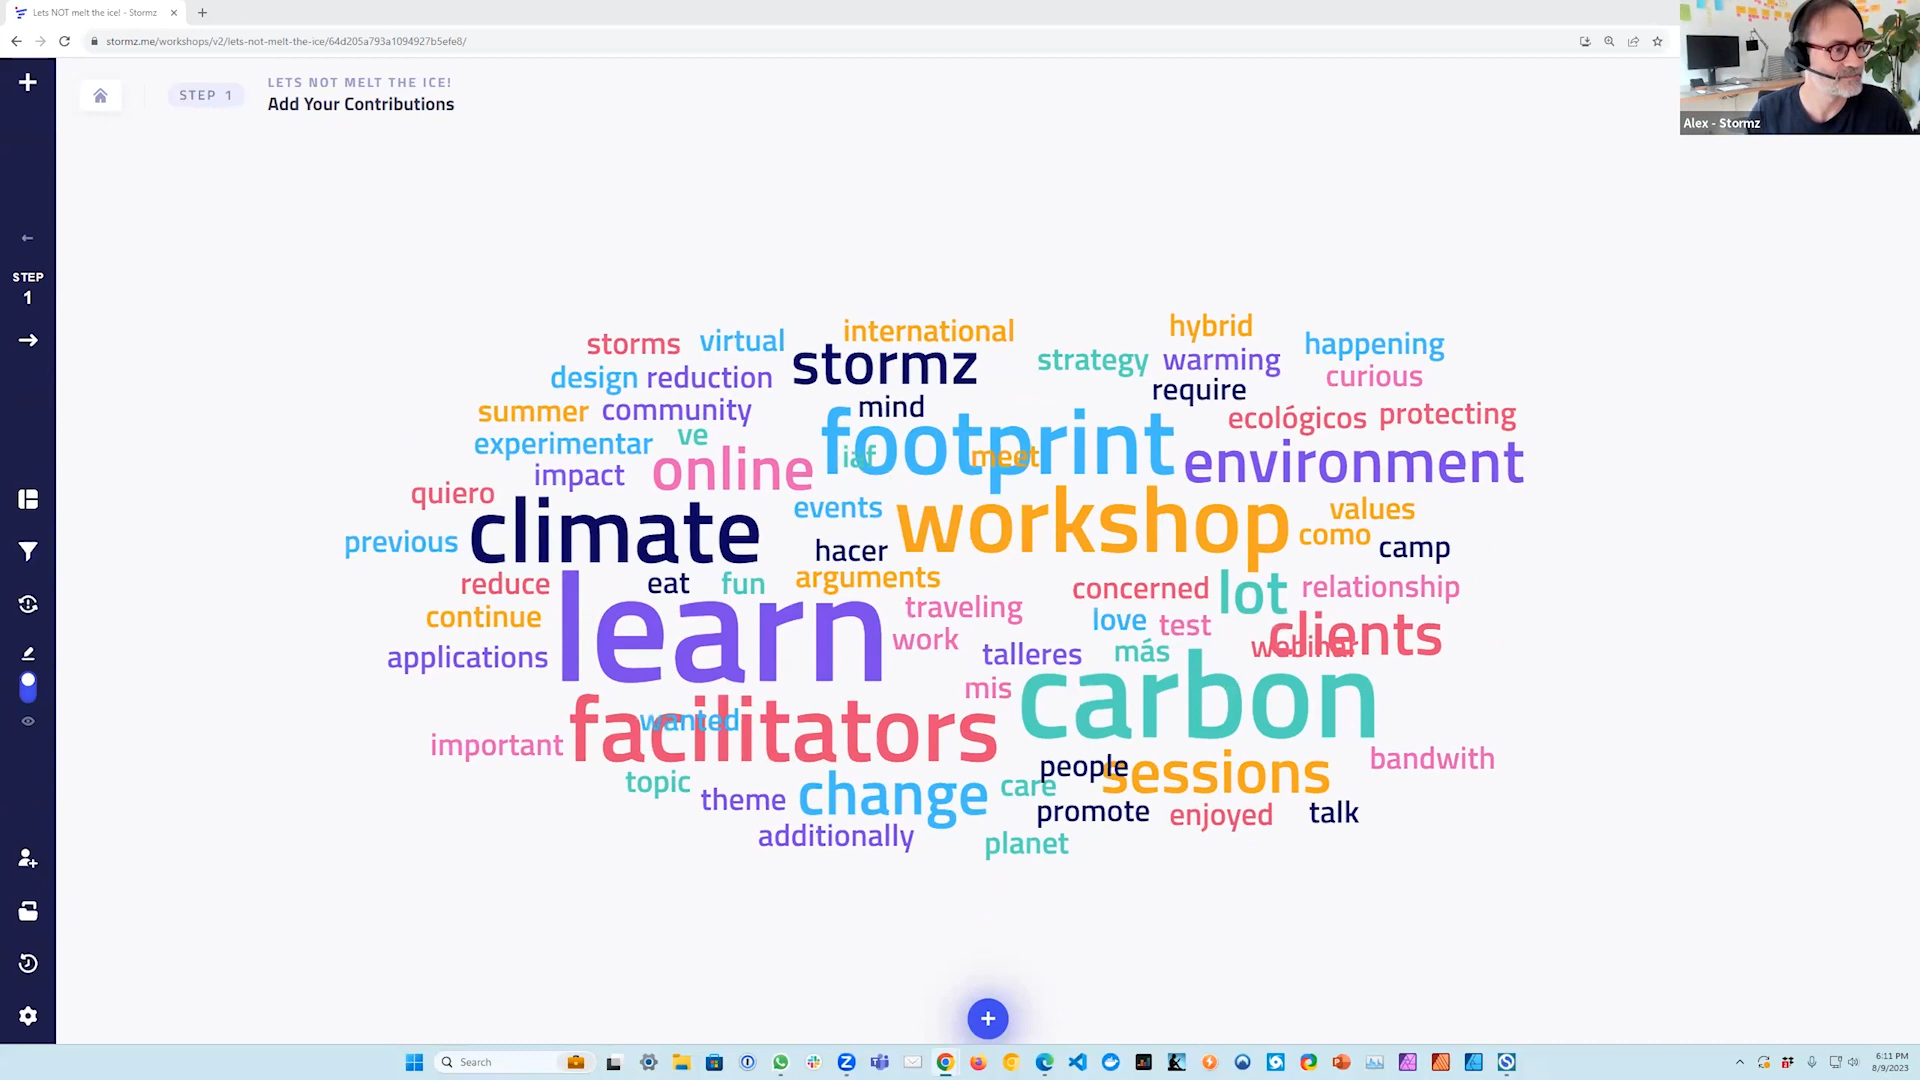 Lets NOT melt the ice! - Stormz
stormz.me/workshops/v2/lets-not-melt-the-ice/64d205a793a1094927b5efe8/
Alex - Stormz
STEP 1
LETS NOT MELT THE ICE!
Add Your Contributions
STEP
1
storms virtual international hybrid happening
design reduction stormz strategy warming curious
summer community mind require ecológicos protecting
experimentar ve footprint
iaf meet
impact online environment
quiero events values
previous climate workshop como camp
hacer
reduce eat fun arguments concerned lot relationship
continue learn traveling love test clients
applications work talleres más webinar
mis carbon
important facilitators
wanted
people sessions bandwith
topic theme change care
promote enjoyed talk
additionally planet
Search
6:11 PM
8/9/2023